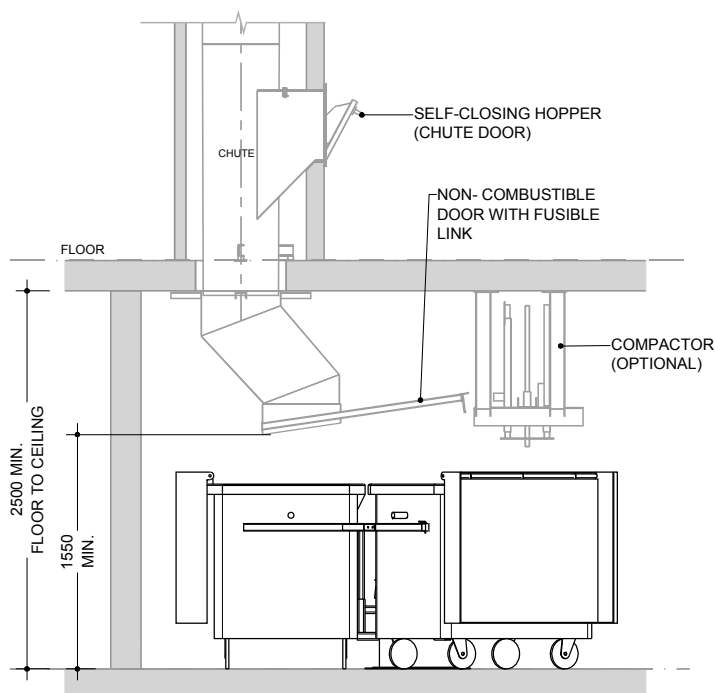 SELF-CLOSING HOPPER
(CHUTE DOOR)
CHUTE
NON- COMBUSTIBLE
DOOR WITH FUSIBLE
LINK
FLOOR
COMPACTOR
(OPTIONAL)
2500 MIN.
FLOOR TO CEILING
1550
MIN.